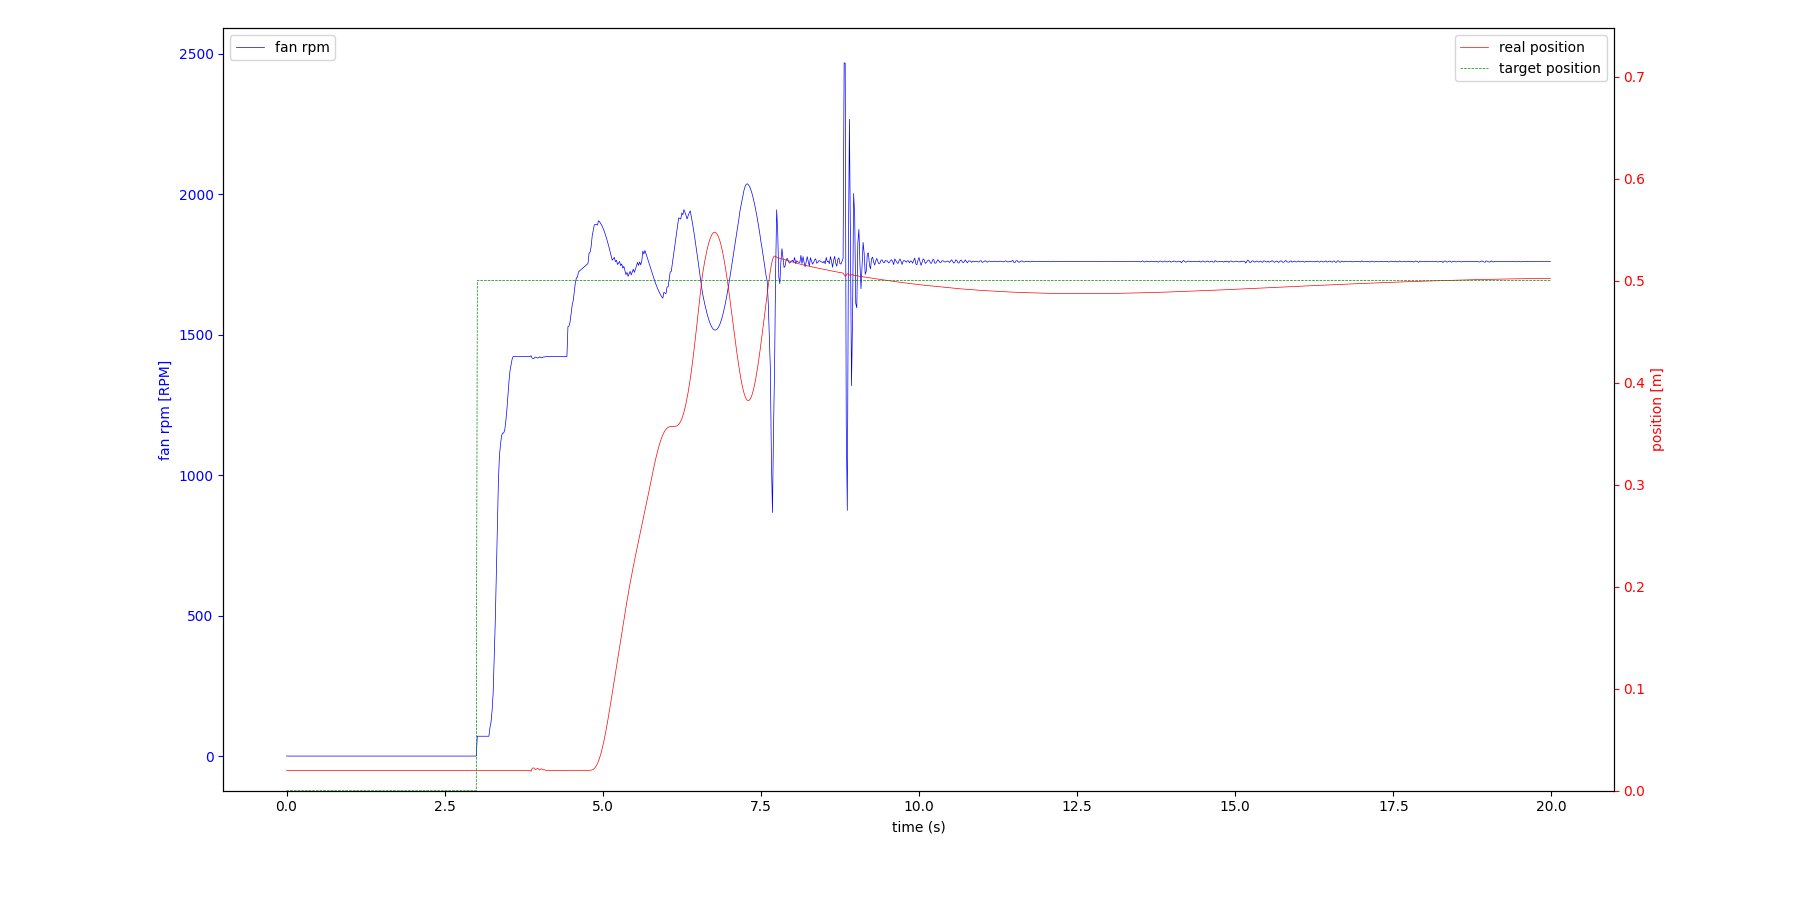 fan rpm
real position
target position
2500
2000
1500
1000
500
0
fan rpm [RPM]
0.7
0.6
0.5
0.4
0.3
0.2
0.1
0.0
position [m]
0.0 2.5 5.0 7.5 10.0 12.5 15.0 17.5 20.0
time (s)